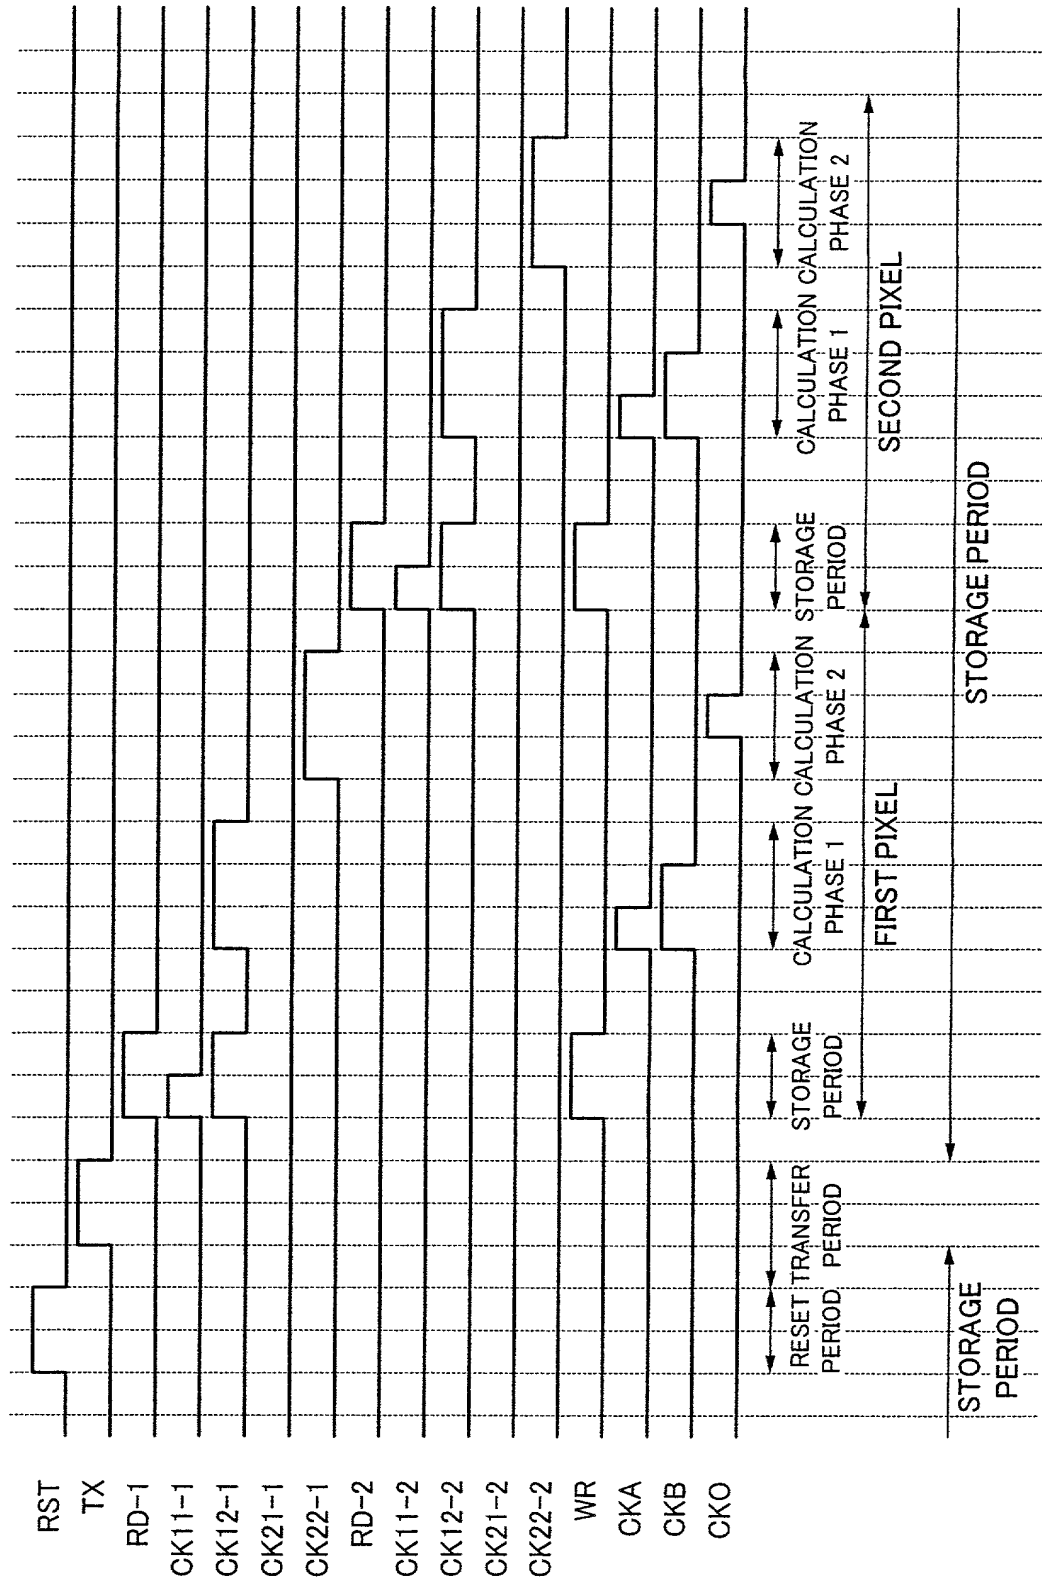 RST
TX
RD-1
CK11-1
CK12-1
CK21-1
CK22-1
RD-2
CK11-2
CK12-2
CK21-2
CK22-2
WR
CKA
CKB
CKO
RESET
PERIOD
TRANSFER
PERIOD
STORAGE
PERIOD
CALCULATION
PHASE 1
CALCULATION
PHASE 2
STORAGE
PERIOD
CALCULATION
PHASE 1
CALCULATION
PHASE 2
FIRST PIXEL
SECOND PIXEL
STORAGE
PERIOD
STORAGE PERIOD